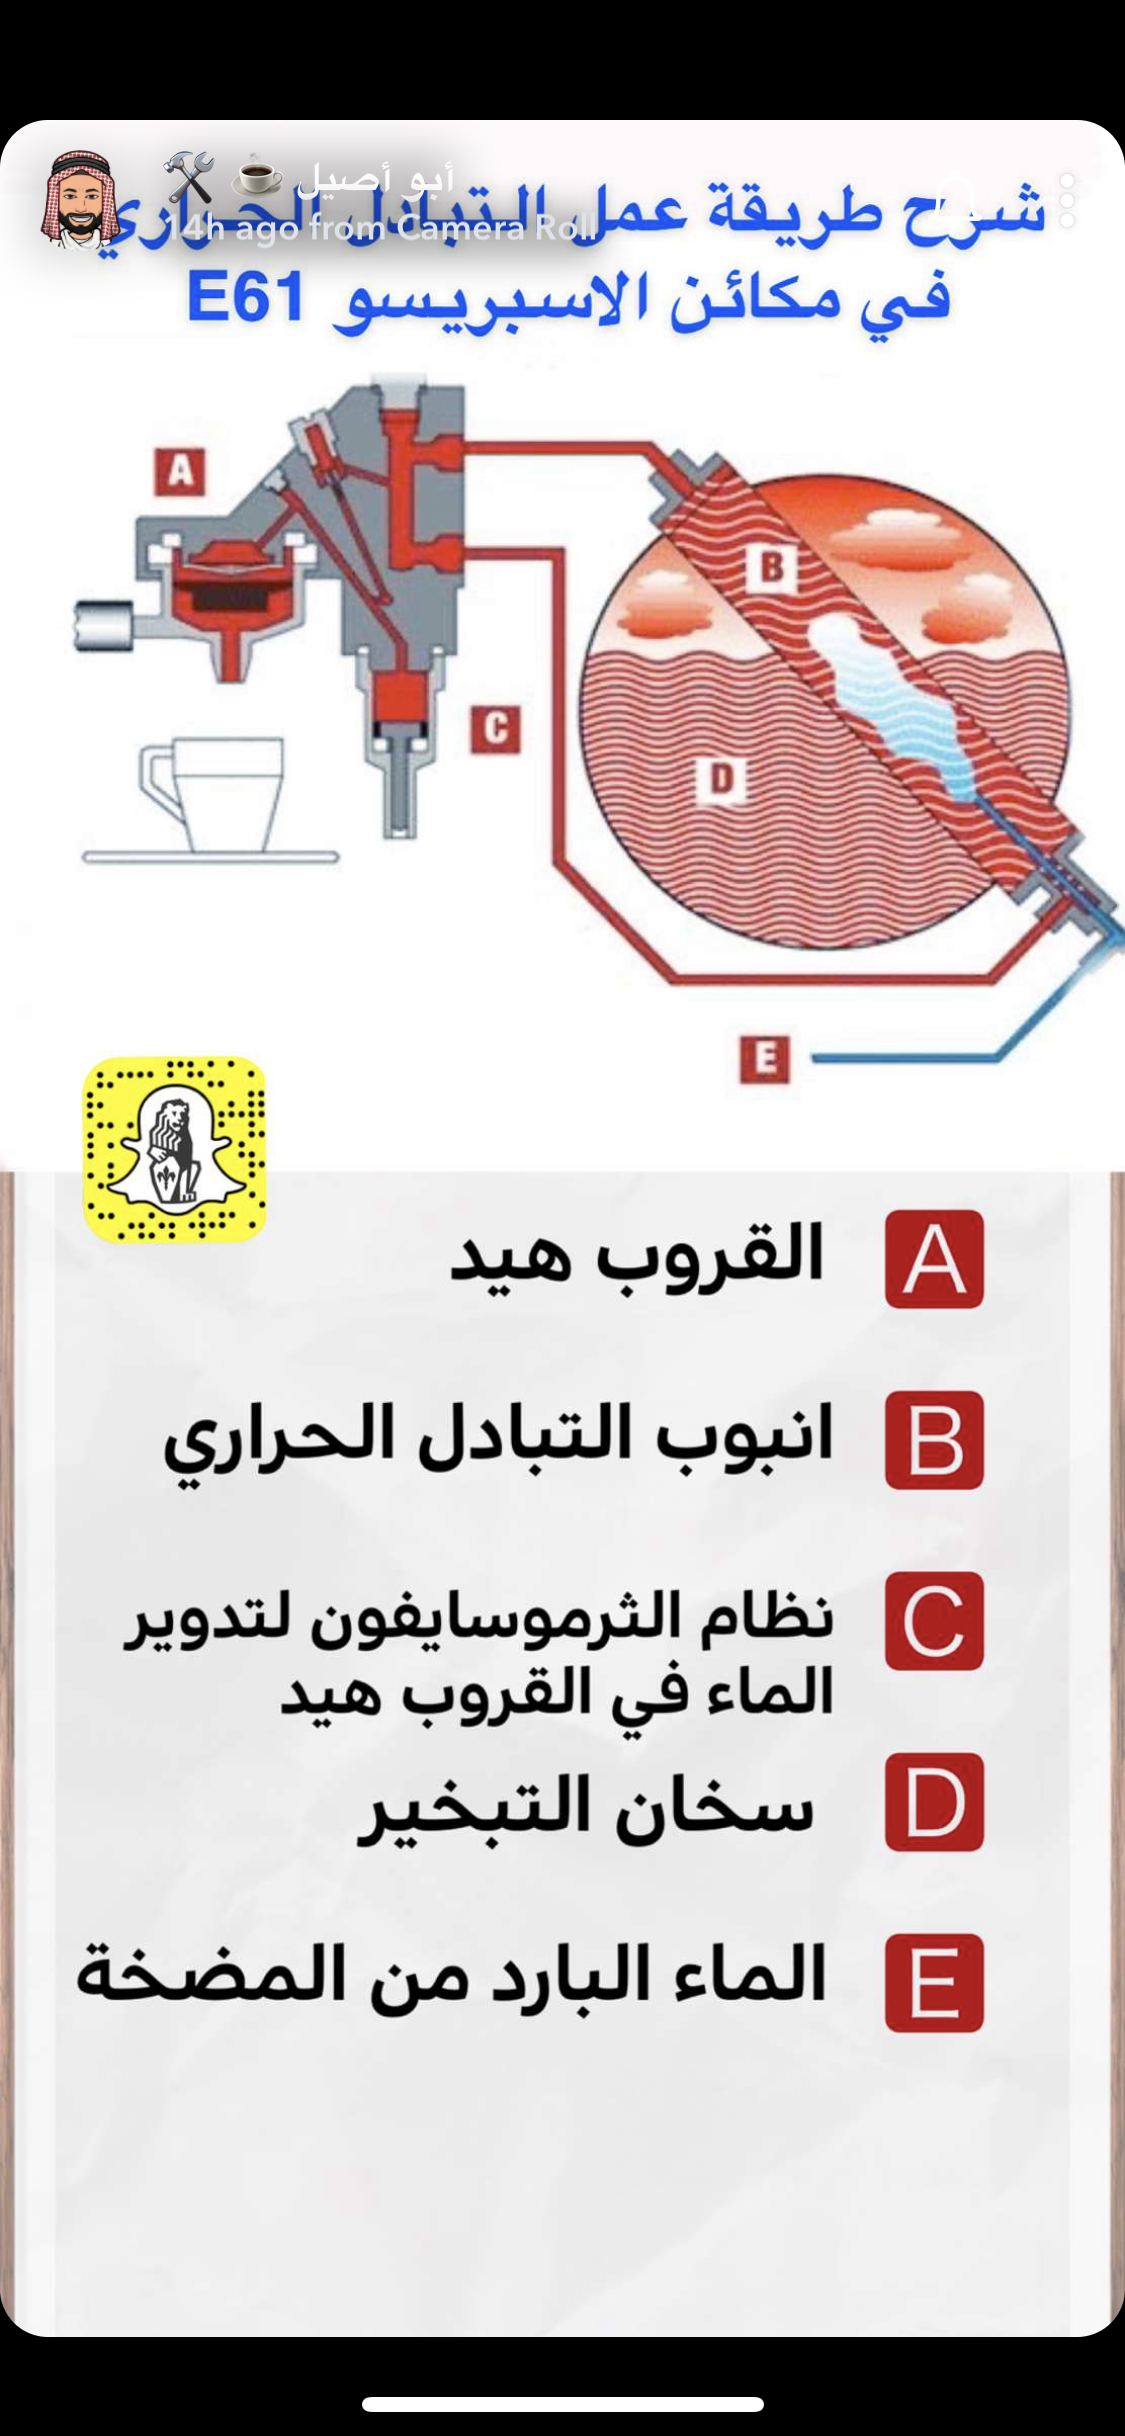 أبو أصيل ☕ 🛠
14h ago from Camera Roll
شرح طريقة عمل التبادل الحراري
في مكائن الاسبريسو E61
A
B
C
D
E
A القروب هيد
B انبوب التبادل الحراري
C نظام الثرموسايفون لتدوير
الماء في القروب هيد
D سخان التبخير
E الماء البارد من المضخة